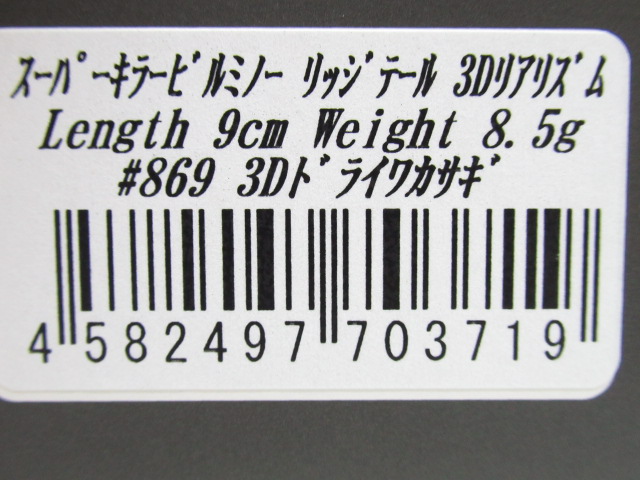 ｽｰﾊﾟｰｷﾗｰﾋﾞﾙﾐﾉｰ ﾘｯｼﾞﾃｰﾙ 3Dﾘｱﾘｽﾞﾑ
Length 9cm Weight 8.5g
#869 3Dﾄﾞﾗｲﾜｶｻｷﾞ
4 582497 703719